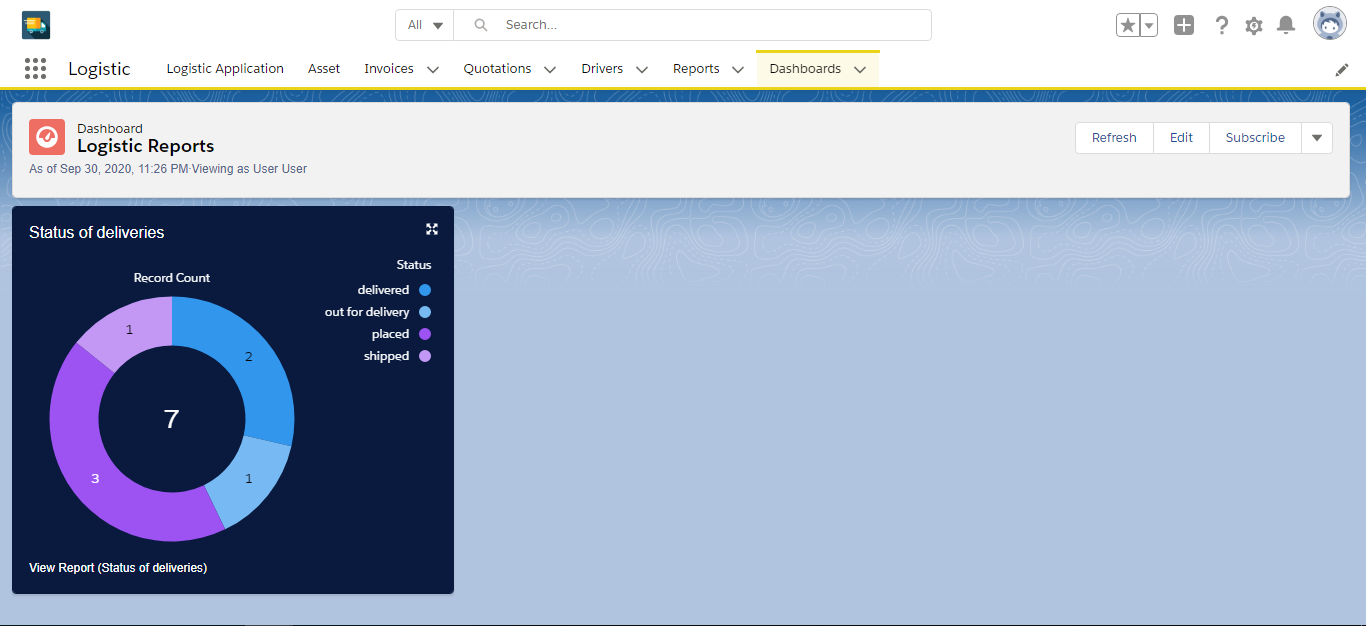 All
Search...
Logistic
Logistic Application
Asset
Invoices
Quotations
Drivers
Reports
Dashboards
Dashboard
Logistic Reports
As of Sep 30, 2020, 11:26 PM·Viewing as User User
Refresh
Edit
Subscribe
Status of deliveries
Record Count
Status
delivered
out for delivery
placed
shipped
1
2
7
3
1
View Report (Status of deliveries)